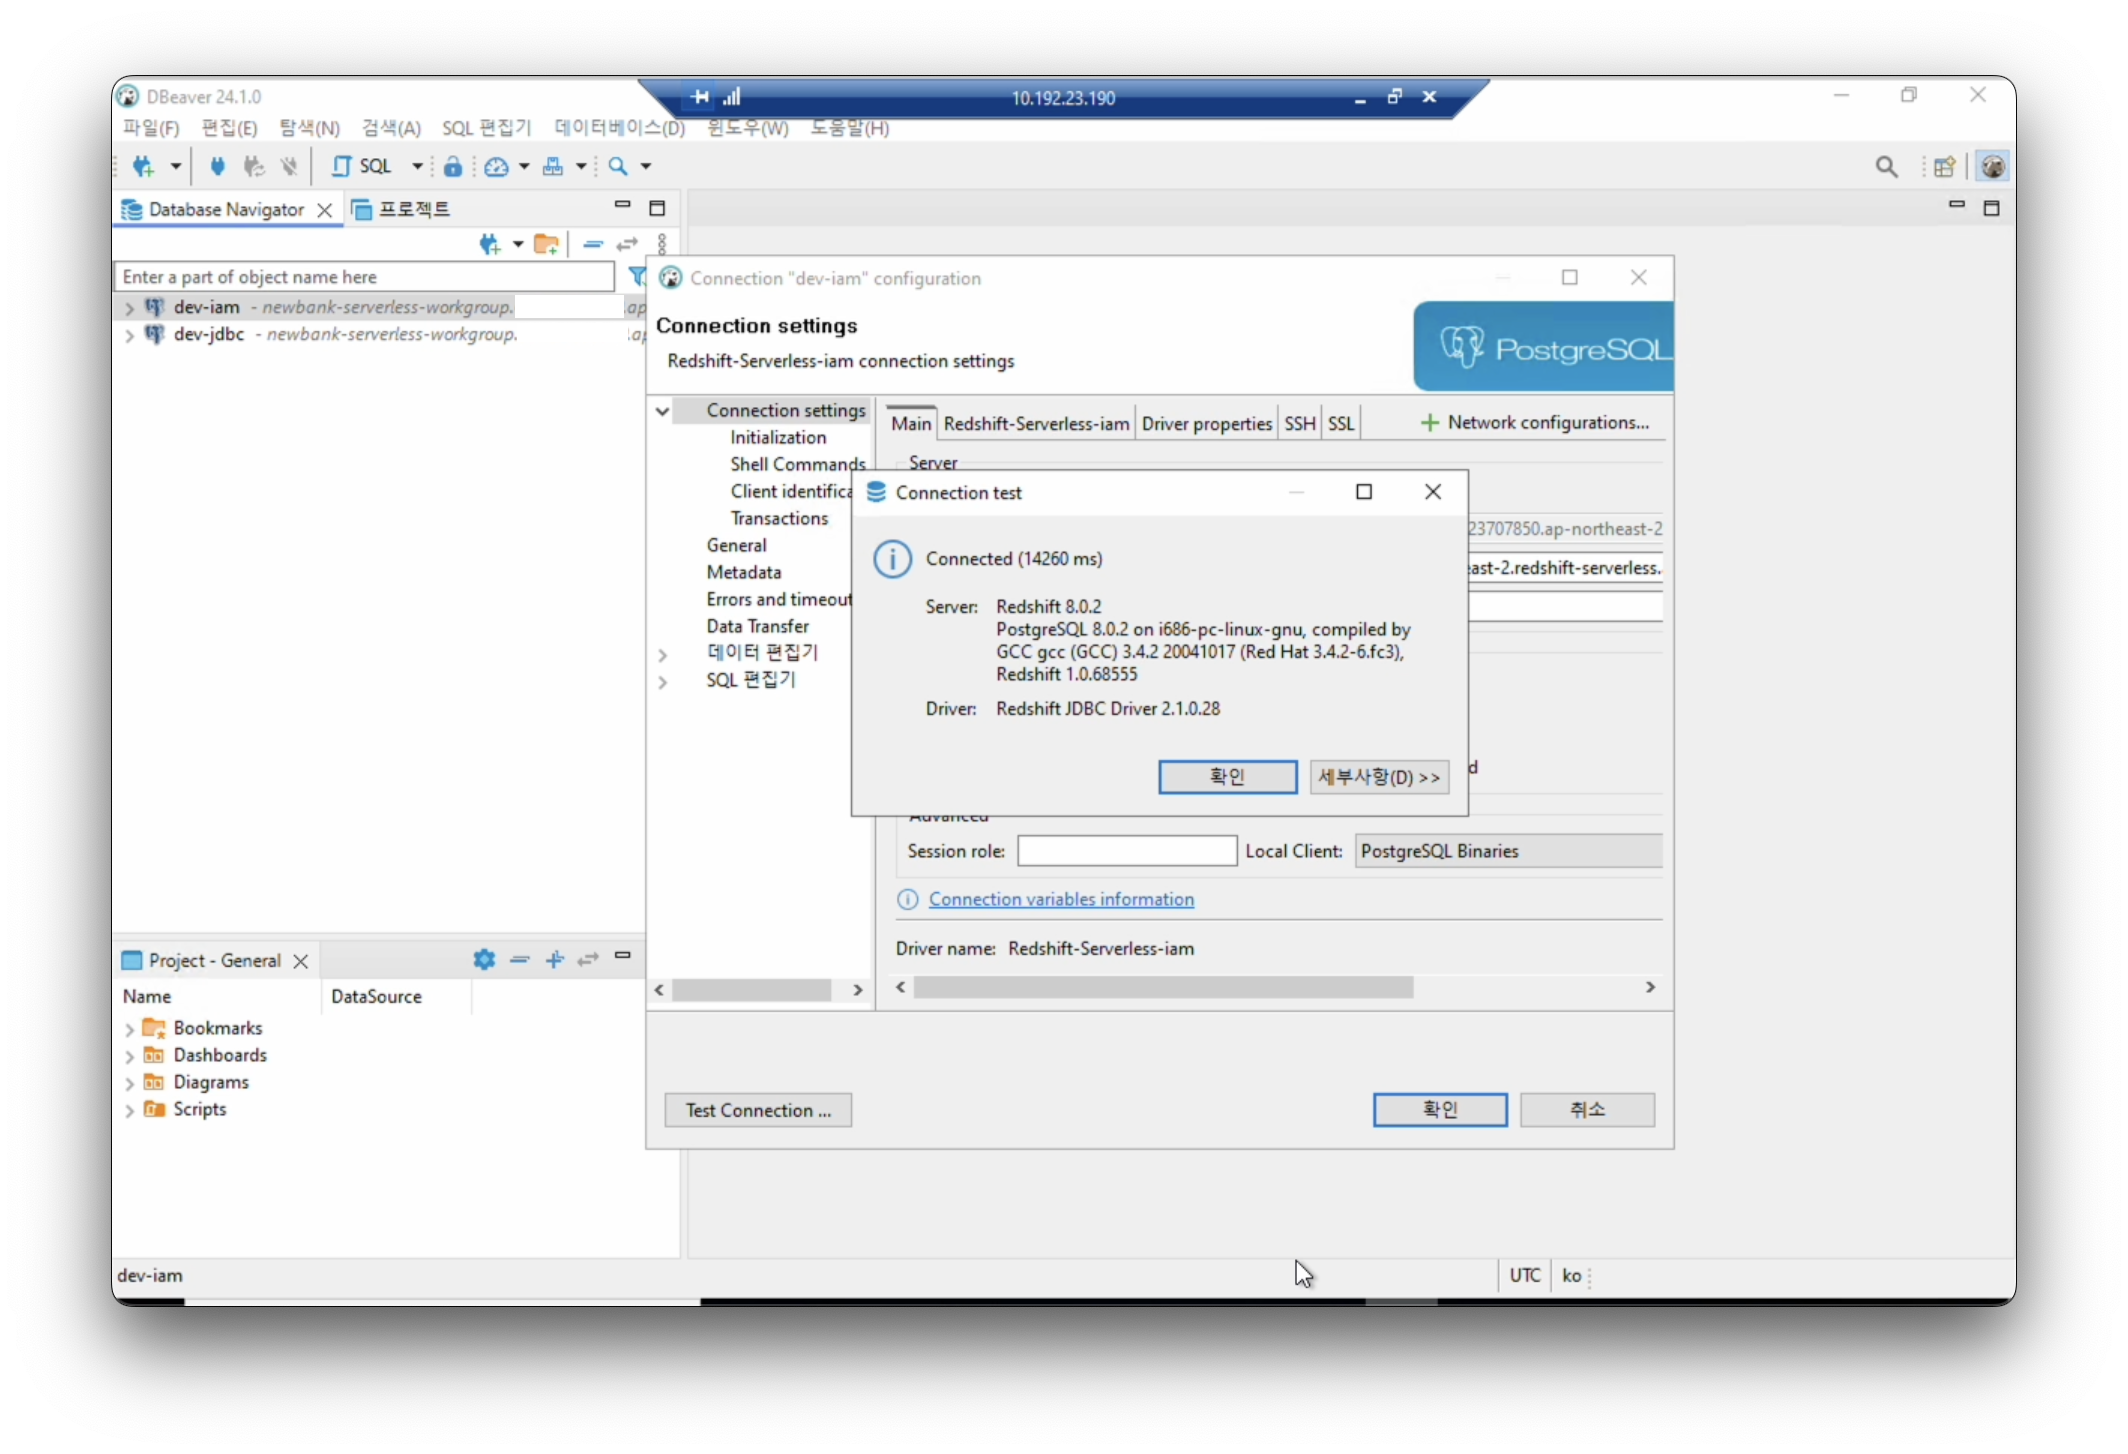 DBeaver 24.1.0
10.192.23.190
파일(F) 편집(E) 탐색(N) 검색(A) SQL 편집기 데이터베이스(D) 윈도우(W) 도움말(H)
SQL
Database Navigator
프로젝트
Enter a part of object name here
dev-iam - newbank-serverless-workgroup. .ap
dev-jdbc - newbank-serverless-workgroup. .ap
Connection "dev-iam" configuration
Connection settings
Redshift-Serverless-iam connection settings
PostgreSQL
Connection settings
Initialization
Shell Commands
Client identifica
Transactions
General
Metadata
Errors and timeout
Data Transfer
데이터 편집기
SQL 편집기
Main Redshift-Serverless-iam Driver properties SSH SSL Network configurations...
Server
23707850.ap-northeast-2
ast-2.redshift-serverless.
Connection test
Connected (14260 ms)
Server: Redshift 8.0.2
PostgreSQL 8.0.2 on i686-pc-linux-gnu, compiled by
GCC gcc (GCC) 3.4.2 20041017 (Red Hat 3.4.2-6.fc3),
Redshift 1.0.68555
Driver: Redshift JDBC Driver 2.1.0.28
확인 세부사항(D) >>
d
Advanced
Session role: Local Client: PostgreSQL Binaries
Connection variables information
Driver name: Redshift-Serverless-iam
Test Connection ... 확인 취소
Project - General
Name DataSource
Bookmarks
Dashboards
Diagrams
Scripts
dev-iam UTC ko